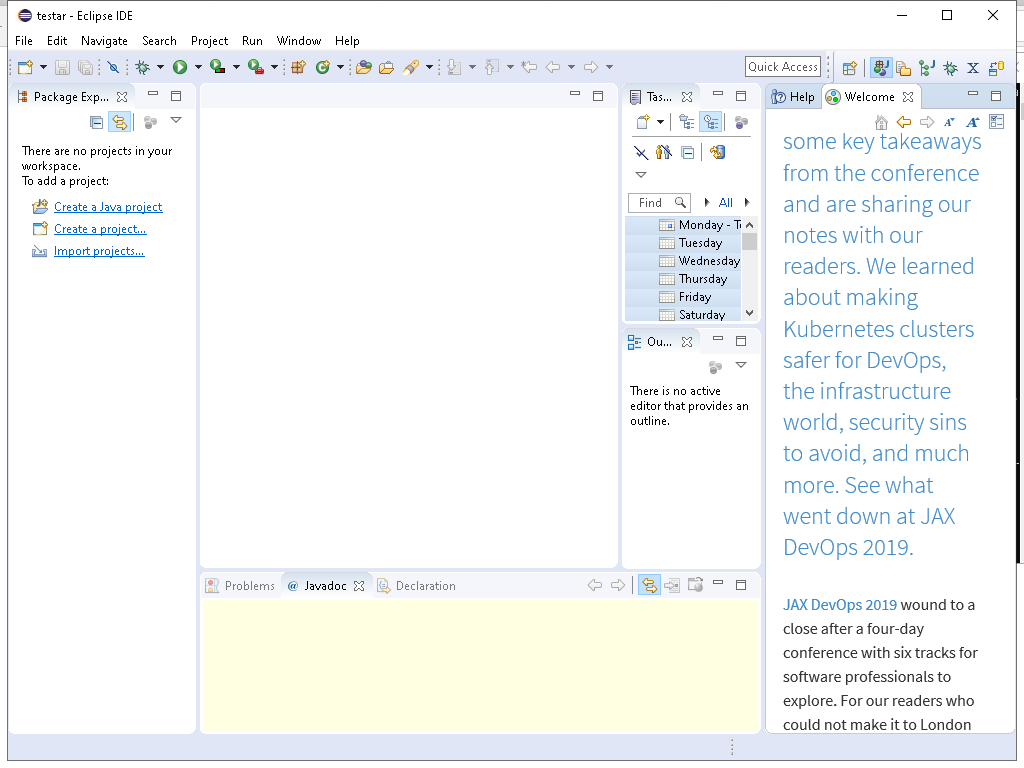 testar - Eclipse IDE
File Edit Navigate Search Project Run Window Help
Quick Access
Package Exp...
There are no projects in your
workspace.
To add a project:
Create a Java project
Create a project...
Import projects...
Tas...
Find
All
Monday - T
Tuesday
Wednesday
Thursday
Friday
Saturday
Ou...
There is no active
editor that provides an
outline.
Problems @ Javadoc Declaration
Help Welcome
some key takeaways
from the conference
and are sharing our
notes with our
readers. We learned
about making
Kubernetes clusters
safer for DevOps,
the infrastructure
world, security sins
to avoid, and much
more. See what
went down at JAX
DevOps 2019.
JAX DevOps 2019 wound to a
close after a four-day
conference with six tracks for
software professionals to
explore. For our readers who
could not make it to London